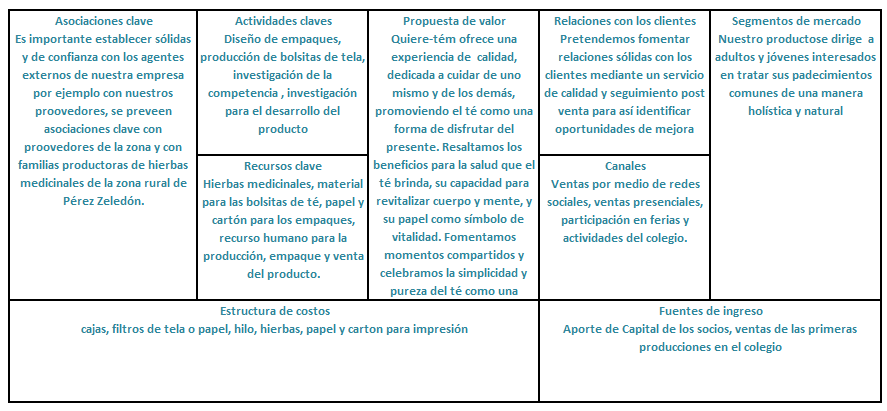 Asociaciones clave
Es importante establecer sólidas
y de confianza con los agentes
externos de nuestra empresa
por ejemplo con nuestros
proovedores, se preveen
asociaciones clave con
proovedores de la zona y con
familias productoras de hierbas
medicinales de la zona rural de
Pérez Zeledón.
Actividades claves
Diseño de empaques,
producción de bolsitas de tela,
investigación de la
competencia , investigación
para el desarrollo del
producto
Recursos clave
Hierbas medicinales, material
para las bolsitas de té, papel y
cartón para los empaques,
recurso humano para la
producción, empaque y venta
del producto.
Propuesta de valor
Quiere-tém ofrece una
experiencia de calidad,
dedicada a cuidar de uno
mismo y de los demás,
promoviendo el té como una
forma de disfrutar del
presente. Resaltamos los
beneficios para la salud que el
té brinda, su capacidad para
revitalizar cuerpo y mente, y
su papel como símbolo de
vitalidad. Fomentamos
momentos compartidos y
celebramos la simplicidad y
pureza del té como una
Relaciones con los clientes
Pretendemos fomentar
relaciones sólidas con los
clientes mediante un servicio
de calidad y seguimiento post
venta para así identificar
oportunidades de mejora
Canales
Ventas por medio de redes
sociales, ventas presenciales,
participación en ferias y
actividades del colegio.
Segmentos de mercado
Nuestro productose dirige a
adultos y jóvenes interesados
en tratar sus padecimientos
comunes de una manera
holística y natural
Estructura de costos
cajas, filtros de tela o papel, hilo, hierbas, papel y carton para impresión
Fuentes de ingreso
Aporte de Capital de los socios, ventas de las primeras
producciones en el colegio